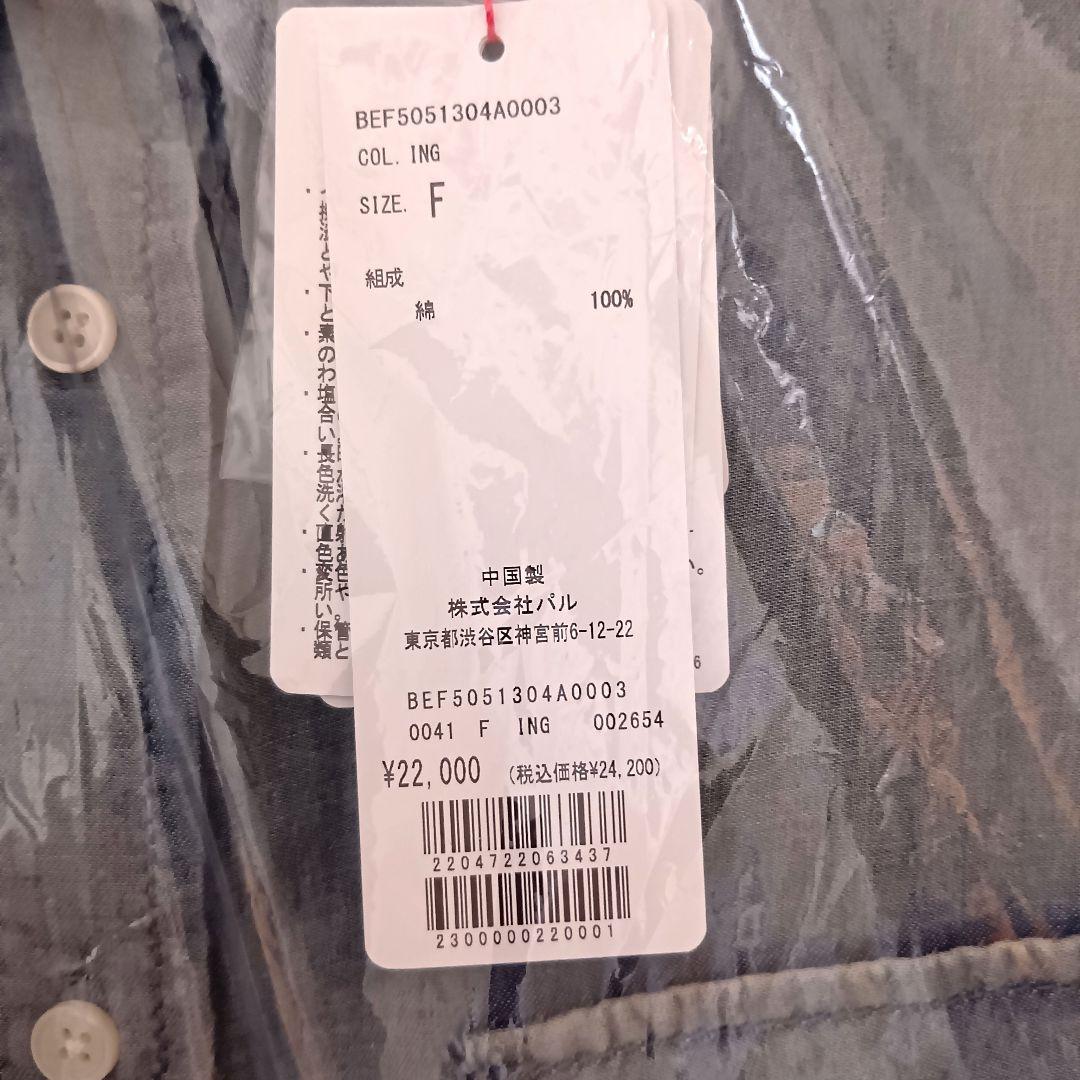 BEF5051304A0003
COL. ING
SIZE. F
組成
綿 100%
中国製
株式会社パル
東京都渋谷区神宮前6-12-22
BEF5051304A0003
0041 F ING 002654
¥22,000 (税込価格¥24,200)
2204722063437
2300000220001